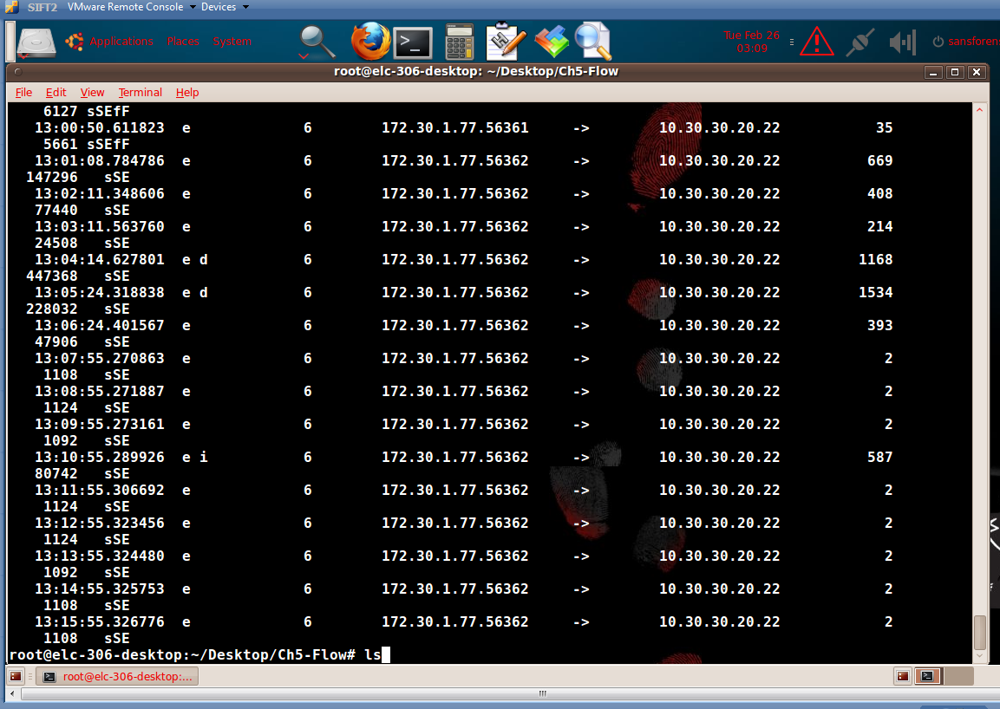 SIFT2 VMware Remote Console Devices
Applications Places System
Tue Feb 26
03:09
sansforen
root@elc-306-desktop: ~/Desktop/Ch5-Flow
File Edit View Terminal Help
6127 sSEfF
13:00:50.611823 e 6 172.30.1.77.56361 -> 10.30.30.20.22 35
5661 sSEfF
13:01:08.784786 e 6 172.30.1.77.56362 -> 10.30.30.20.22 669
147296 sSE
13:02:11.348606 e 6 172.30.1.77.56362 -> 10.30.30.20.22 408
77440 sSE
13:03:11.563760 e 6 172.30.1.77.56362 -> 10.30.30.20.22 214
24508 sSE
13:04:14.627801 e d 6 172.30.1.77.56362 -> 10.30.30.20.22 1168
447368 sSE
13:05:24.318838 e d 6 172.30.1.77.56362 -> 10.30.30.20.22 1534
228032 sSE
13:06:24.401567 e 6 172.30.1.77.56362 -> 10.30.30.20.22 393
47906 sSE
13:07:55.270863 e 6 172.30.1.77.56362 -> 10.30.30.20.22 2
1108 sSE
13:08:55.271887 e 6 172.30.1.77.56362 -> 10.30.30.20.22 2
1124 sSE
13:09:55.273161 e 6 172.30.1.77.56362 -> 10.30.30.20.22 2
1092 sSE
13:10:55.289926 e i 6 172.30.1.77.56362 -> 10.30.30.20.22 587
80742 sSE
13:11:55.306692 e 6 172.30.1.77.56362 -> 10.30.30.20.22 2
1124 sSE
13:12:55.323456 e 6 172.30.1.77.56362 -> 10.30.30.20.22 2
1124 sSE
13:13:55.324480 e 6 172.30.1.77.56362 -> 10.30.30.20.22 2
1092 sSE
13:14:55.325753 e 6 172.30.1.77.56362 -> 10.30.30.20.22 2
1108 sSE
13:15:55.326776 e 6 172.30.1.77.56362 -> 10.30.30.20.22 2
1108 sSE
root@elc-306-desktop:~/Desktop/Ch5-Flow# ls
root@elc-306-desktop:...